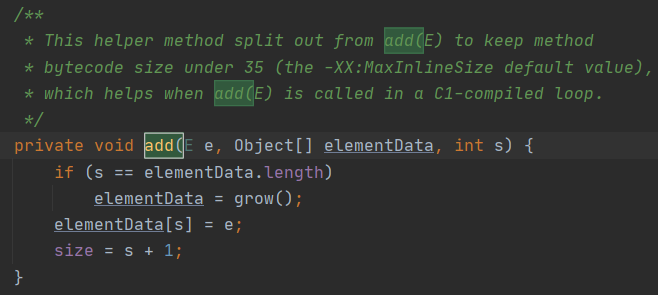 /**
 * This helper method split out from add(E) to keep method
 * bytecode size under 35 (the -XX:MaxInlineSize default value),
 * which helps when add(E) is called in a C1-compiled loop.
 */
private void add(E e, Object[] elementData, int s) {
    if (s == elementData.length)
        elementData = grow();
    elementData[s] = e;
    size = s + 1;
}